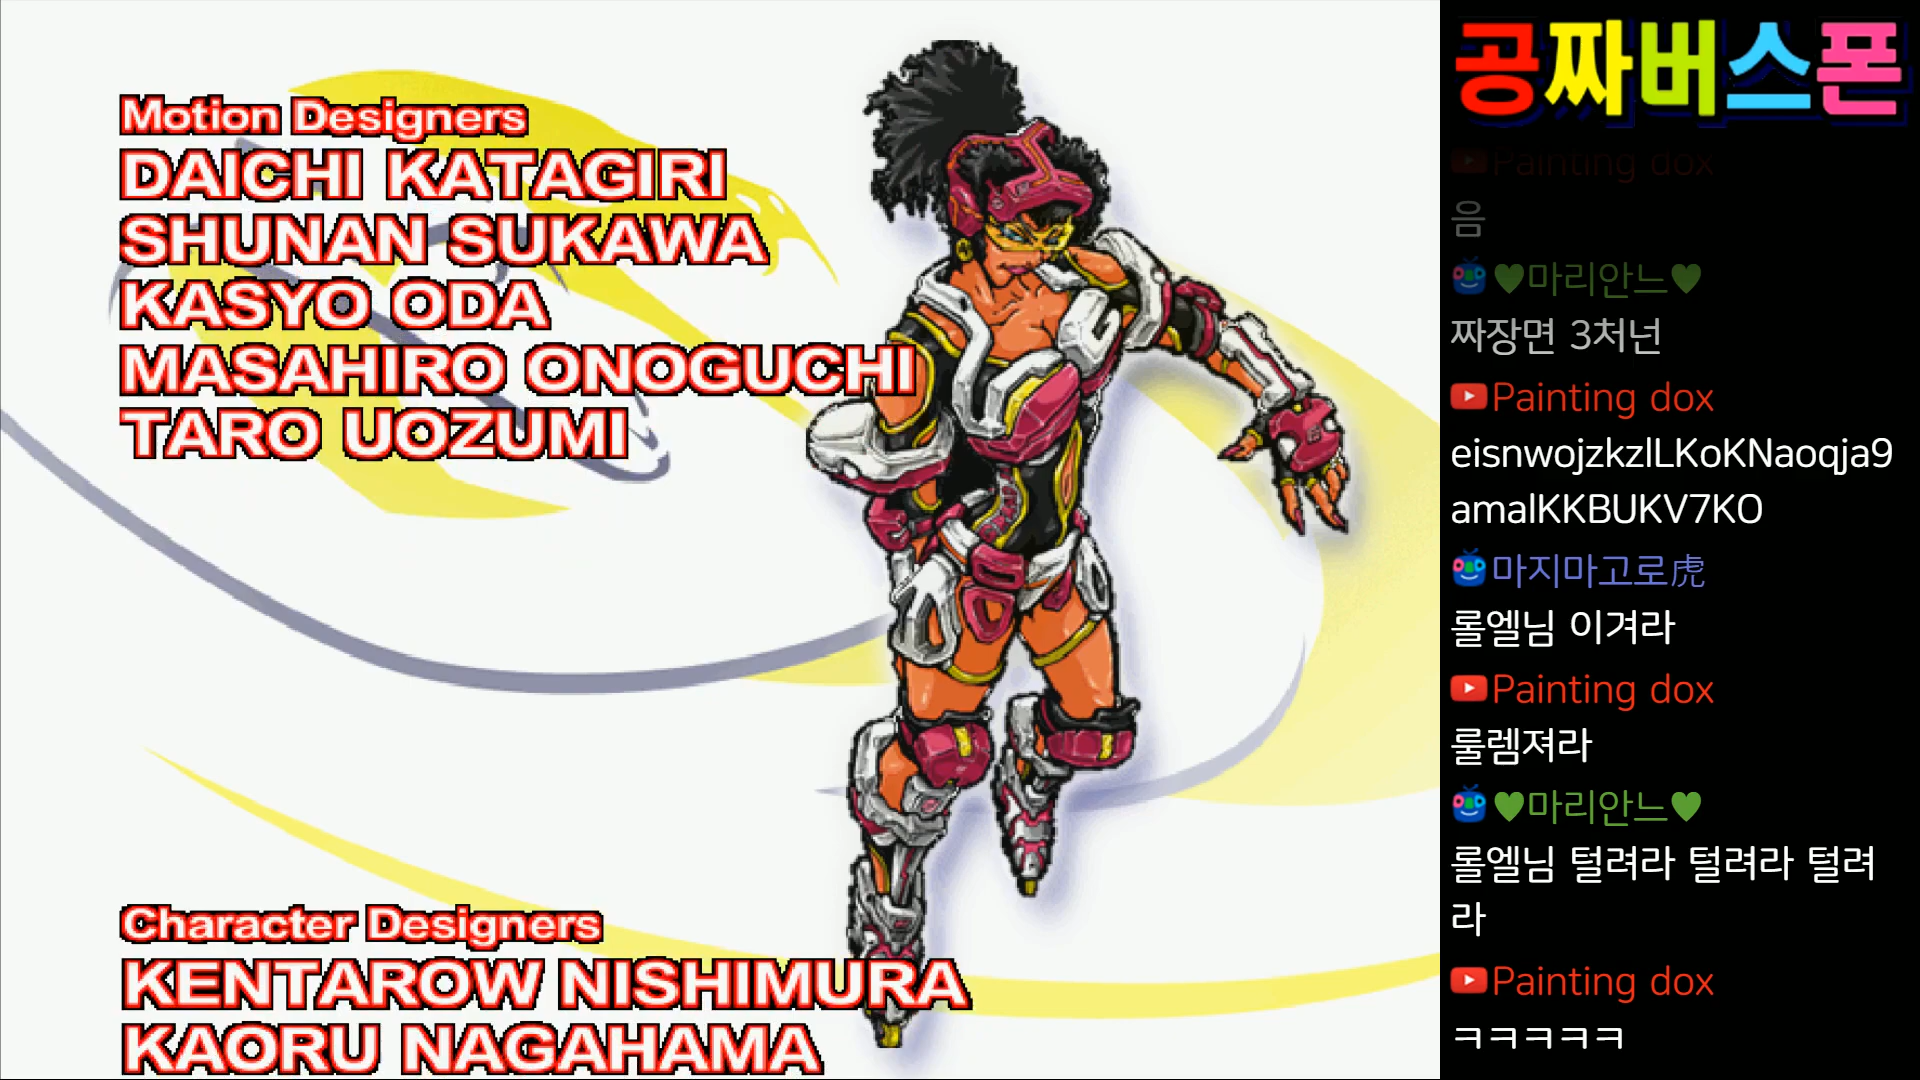 Motion Designers
DAICHI KATAGIRI
SHUNAN SUKAWA
KASYO ODA
MASAHIRO ONOGUCHI
TARO UOZUMI
Character Designers
KENTAROW NISHIMURA
KAORU NAGAHAMA
공짜버스폰
Painting dox
음
♥마리안느♥
짜장면 3처넌
Painting dox
eisnwojzkzlLKoKNaoqja9
amalKKBUKV7KO
마지마고로虎
롤엘님 이겨라
Painting dox
룰렘져라
♥마리안느♥
롤엘님 털려라 털려라 털려
라
Painting dox
ㅋㅋㅋㅋㅋ